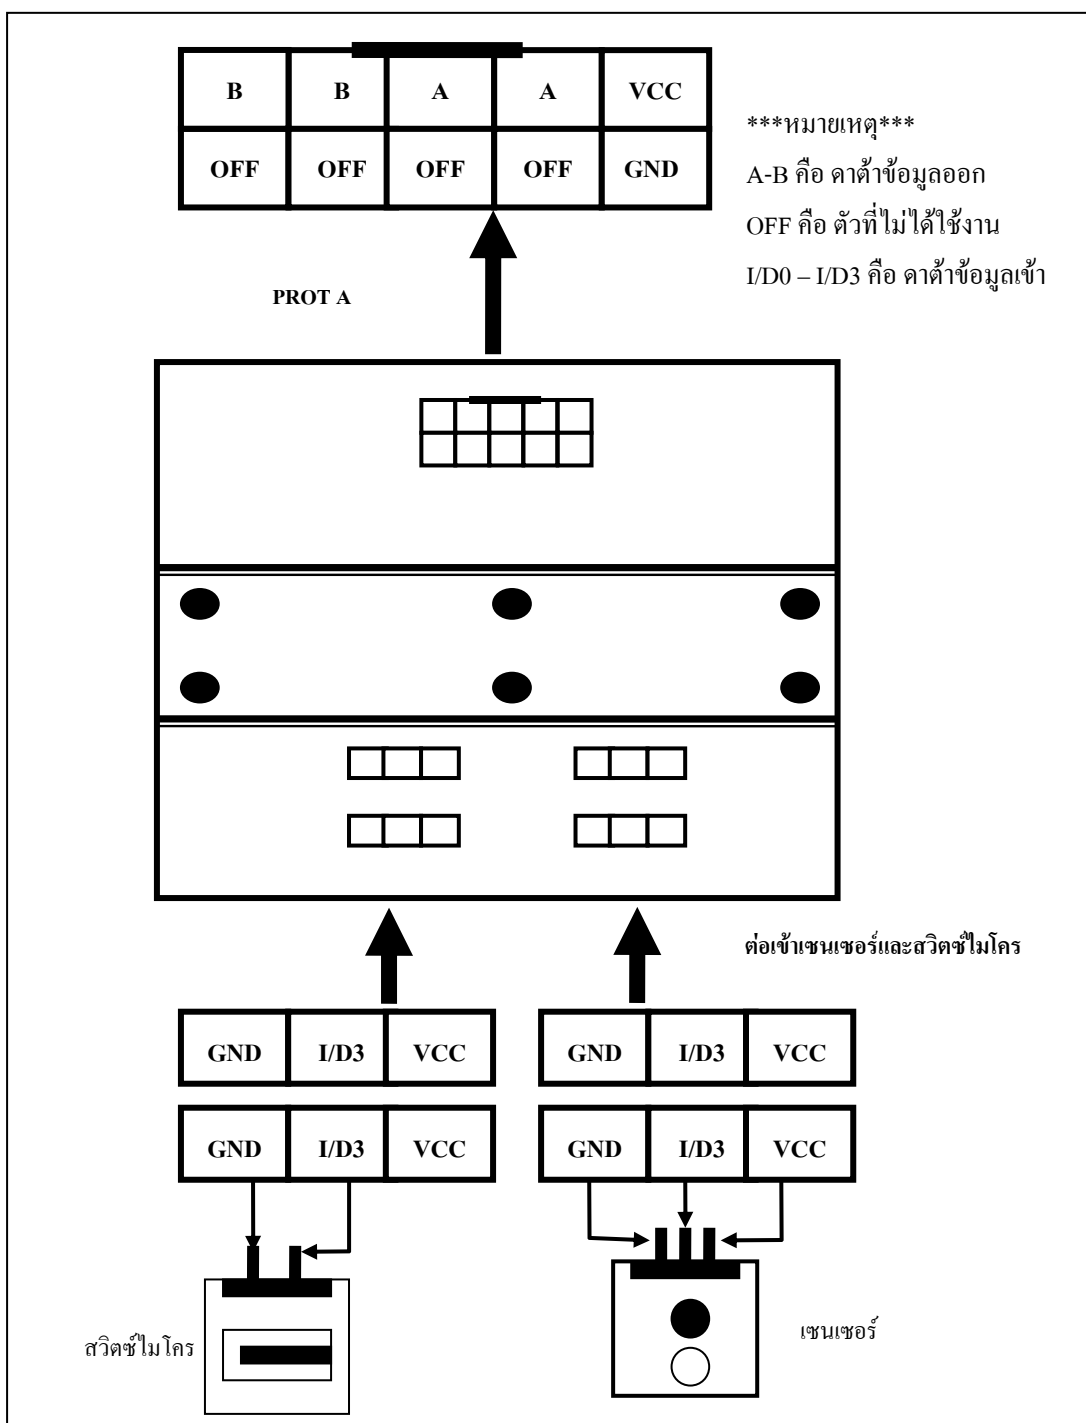 B B A A VCC
OFF OFF OFF OFF GND
***หมายเหตุ***
A-B คือ ดาต้าข้อมูลออก
OFF คือ ตัวที่ไม่ได้ใช้งาน
I/D0 – I/D3 คือ ดาต้าข้อมูลเข้า
PROT A
ต่อเข้าเซนเซอร์และสวิตซ์ไมโคร
GND I/D3 VCC
GND I/D3 VCC
GND I/D3 VCC
GND I/D3 VCC
สวิตซ์ไมโคร
เซนเซอร์